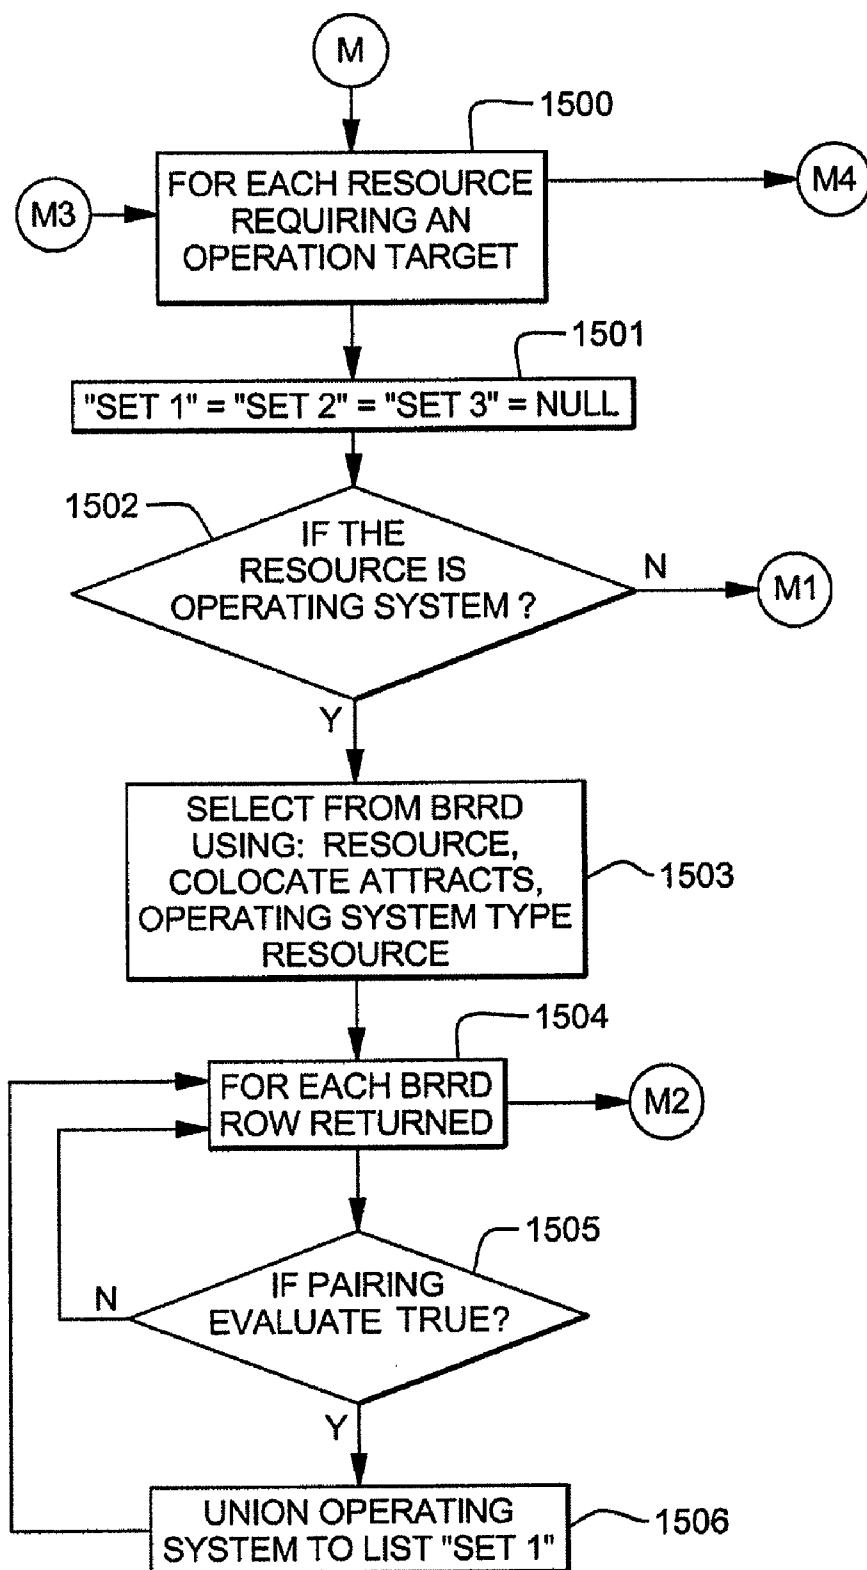 M
1500
FOR EACH RESOURCE
REQUIRING AN
OPERATION TARGET
M3
M4
1501
"SET 1" = "SET 2" = "SET 3" = NULL
1502
IF THE
RESOURCE IS
OPERATING SYSTEM ?
N
M1
Y
SELECT FROM BRRD
USING: RESOURCE,
COLOCATE ATTRACTS,
OPERATING SYSTEM TYPE
RESOURCE
1503
1504
FOR EACH BRRD
ROW RETURNED
M2
1505
IF PAIRING
EVALUATE TRUE?
N
Y
UNION OPERATING
SYSTEM TO LIST "SET 1"
1506